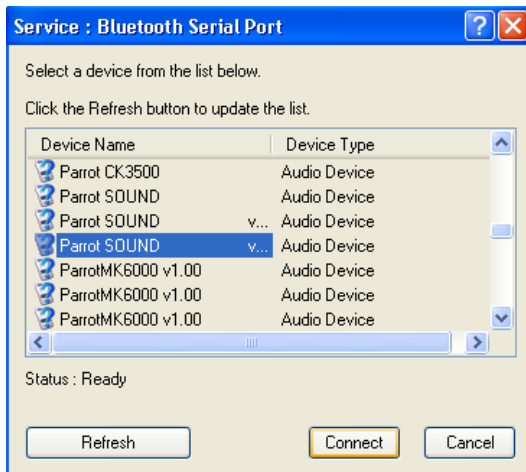 Service : Bluetooth Serial Port
Select a device from the list below.
Click the Refresh button to update the list.
Device Name Device Type
Parrot CK3500 Audio Device
Parrot SOUND Audio Device
Parrot SOUND v... Audio Device
Parrot SOUND v... Audio Device
ParrotMK6000 v1.00 Audio Device
ParrotMK6000 v1.00 Audio Device
ParrotMK6000 v1.00 Audio Device
Status : Ready
Refresh Connect Cancel